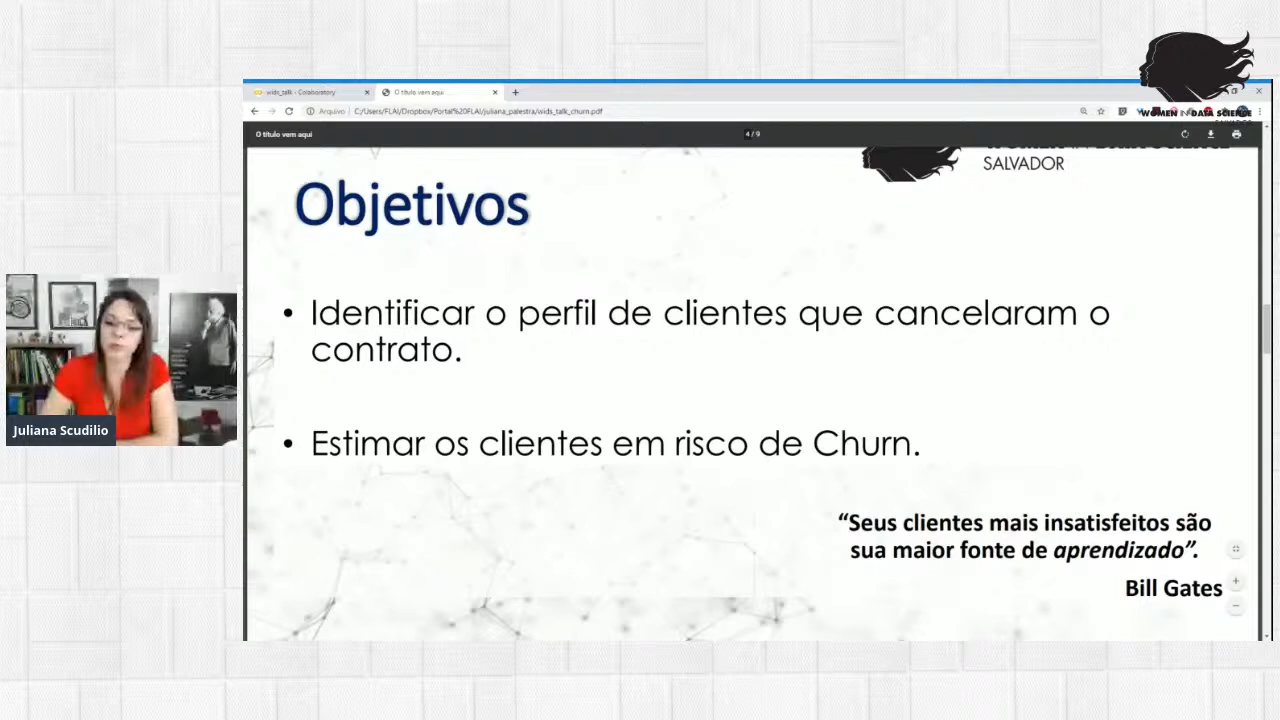 wids_talk - Colaboratory
O título vem aqui
Arquivo
C:/Users/FLAI/Dropbox/Portal%20FLAI/juliana_palestra/wids_talk_churn.pdf
WOMEN IN DATA SCIENCE
O título vem aqui
4 / 9
SALVADOR
Objetivos
• Identificar o perfil de clientes que cancelaram o
contrato.
Juliana Scudilio
• Estimar os clientes em risco de Churn.
“Seus clientes mais insatisfeitos são
sua maior fonte de aprendizado”.
Bill Gates